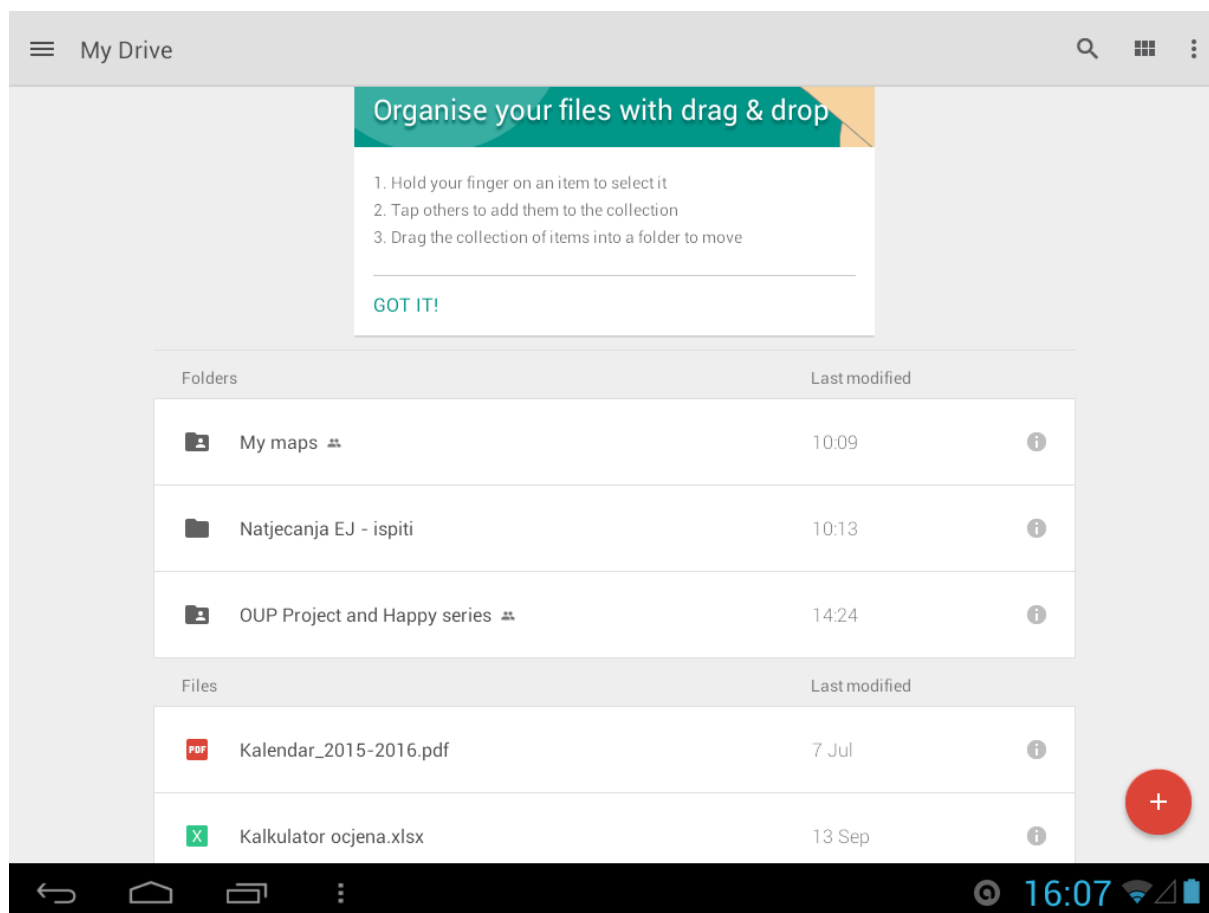 My Drive
Organise your files with drag & drop
1. Hold your finger on an item to select it
2. Tap others to add them to the collection
3. Drag the collection of items into a folder to move
GOT IT!
Folders Last modified
My maps 10:09
Natjecanja EJ - ispiti 10:13
OUP Project and Happy series 14:24
Files Last modified
PDF Kalendar_2015-2016.pdf 7 Jul
X Kalkulator ocjena.xlsx 13 Sep
16:07